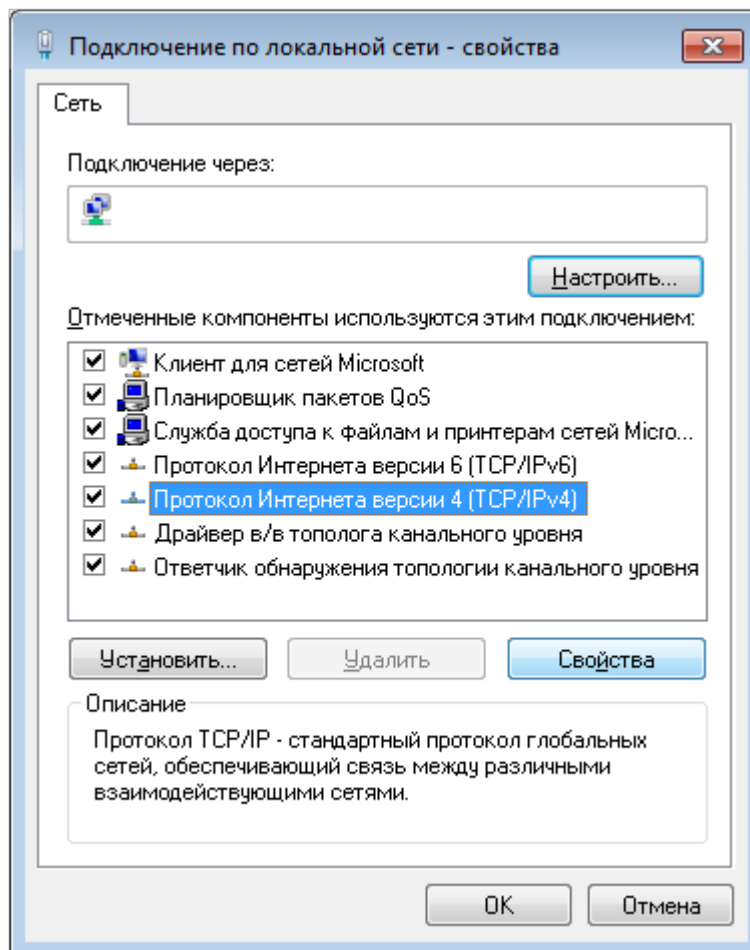 Подключение по локальной сети - свойства
Сеть
Подключение через:
Настроить...
Отмеченные компоненты используются этим подключением:
Клиент для сетей Microsoft
Планировщик пакетов QoS
Служба доступа к файлам и принтерам сетей Micro...
Протокол Интернета версии 6 (TCP/IPv6)
Протокол Интернета версии 4 (TCP/IPv4)
Драйвер в/в тополога канального уровня
Ответчик обнаружения топологии канального уровня
Установить... Удалить Свойства
Описание
Протокол TCP/IP - стандартный протокол глобальных
сетей, обеспечивающий связь между различными
взаимодействующими сетями.
OK Отмена